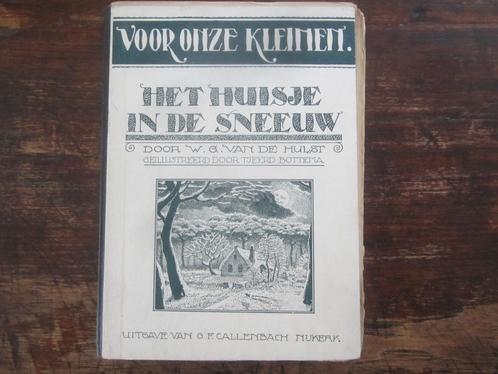 VOOR ONZE KLEINEN.
HET HUISJE
IN DE SNEEUW
DOOR W. G. VAN DE HULST
GEILLUSTREERD DOOR TJEERD BOTTEMA
UITGAVE VAN G. F. CALLENBACH NIJKERK.